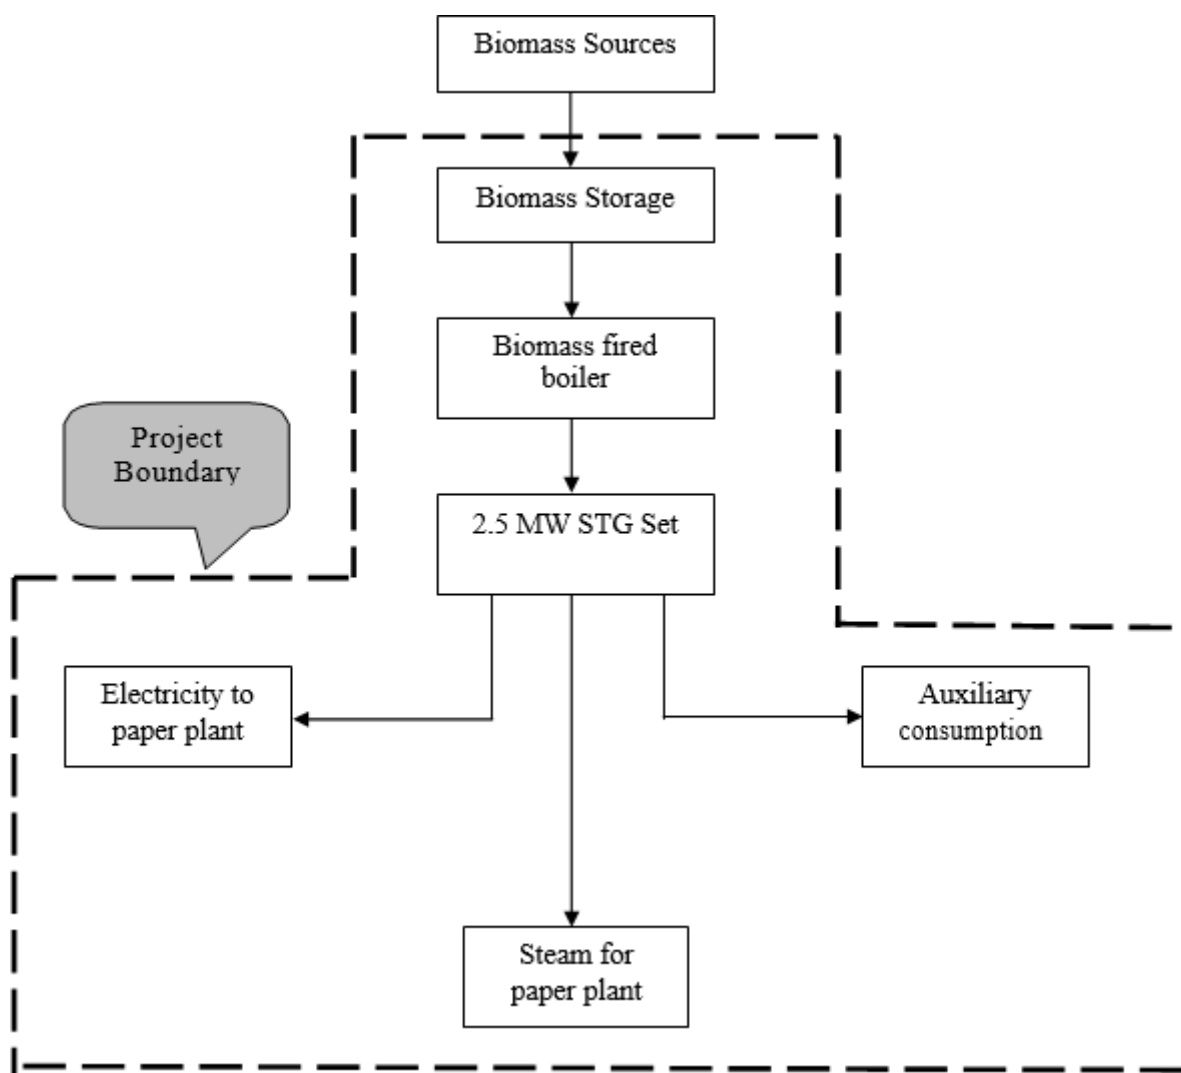 Biomass Sources
Biomass Storage
Biomass fired
boiler
Project
Boundary
2.5 MW STG Set
Electricity to
paper plant
Auxiliary
consumption
Steam for
paper plant